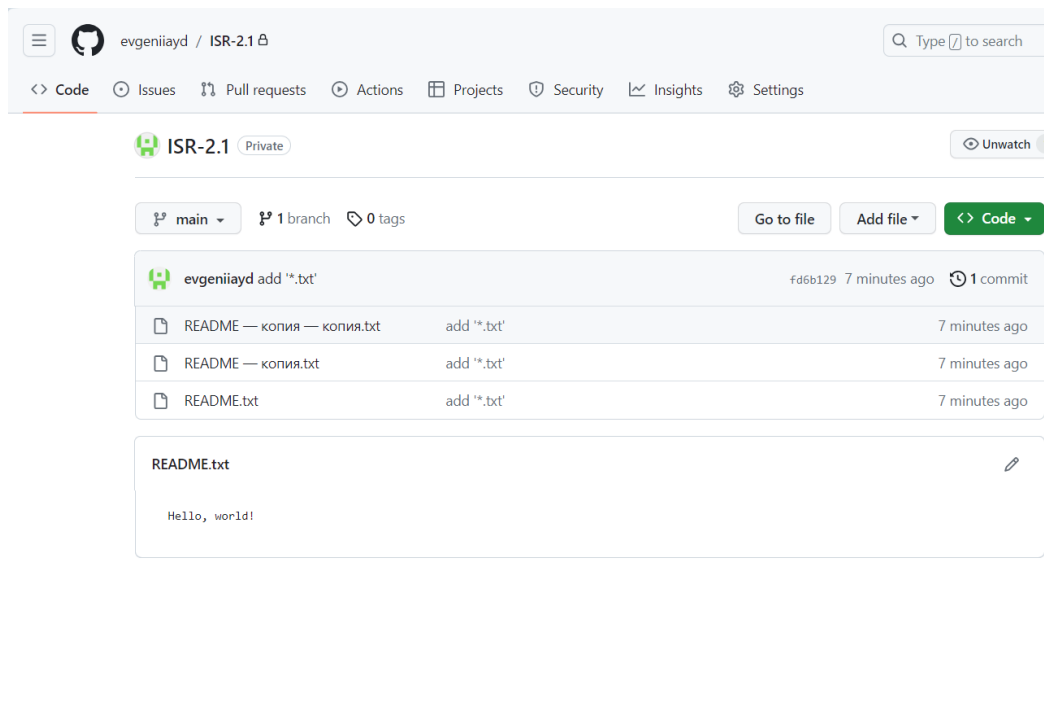 evgeniiayd / ISR-2.1 Type / to search
Code Issues Pull requests Actions Projects Security Insights Settings
ISR-2.1 Private Unwatch
main 1 branch 0 tags Go to file Add file Code
evgeniiayd add '*.txt' fd6b129 7 minutes ago 1 commit
README — копия — копия.txt add '*.txt' 7 minutes ago
README — копия.txt add '*.txt' 7 minutes ago
README.txt add '*.txt' 7 minutes ago
README.txt
Hello, world!